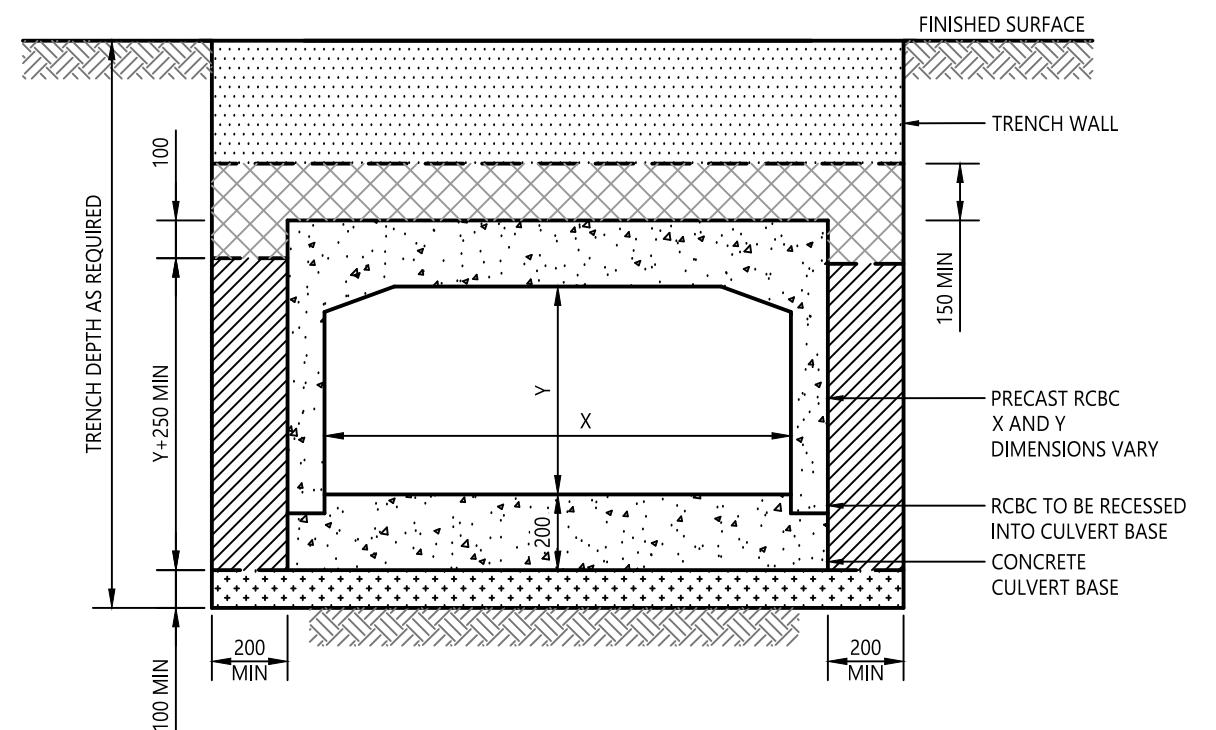 FINISHED SURFACE
TRENCH WALL
100
TRENCH DEPTH AS REQUIRED
150 MIN
Y+250 MIN
Y
X
PRECAST RCBC
X AND Y
DIMENSIONS VARY
RCBC TO BE RECESSED
INTO CULVERT BASE
200
CONCRETE
CULVERT BASE
200
MIN
200
MIN
100 MIN